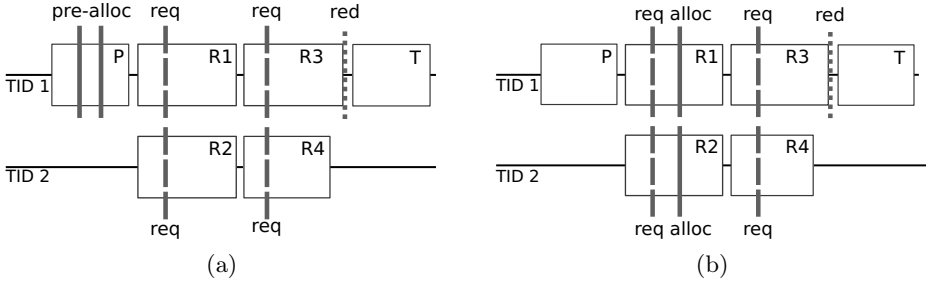 pre-alloc req req red
P R1 R3 T
TID 1
R2 R4
TID 2
req req
(a)
req alloc req red
P R1 R3 T
TID 1
R2 R4
TID 2
req alloc req
(b)